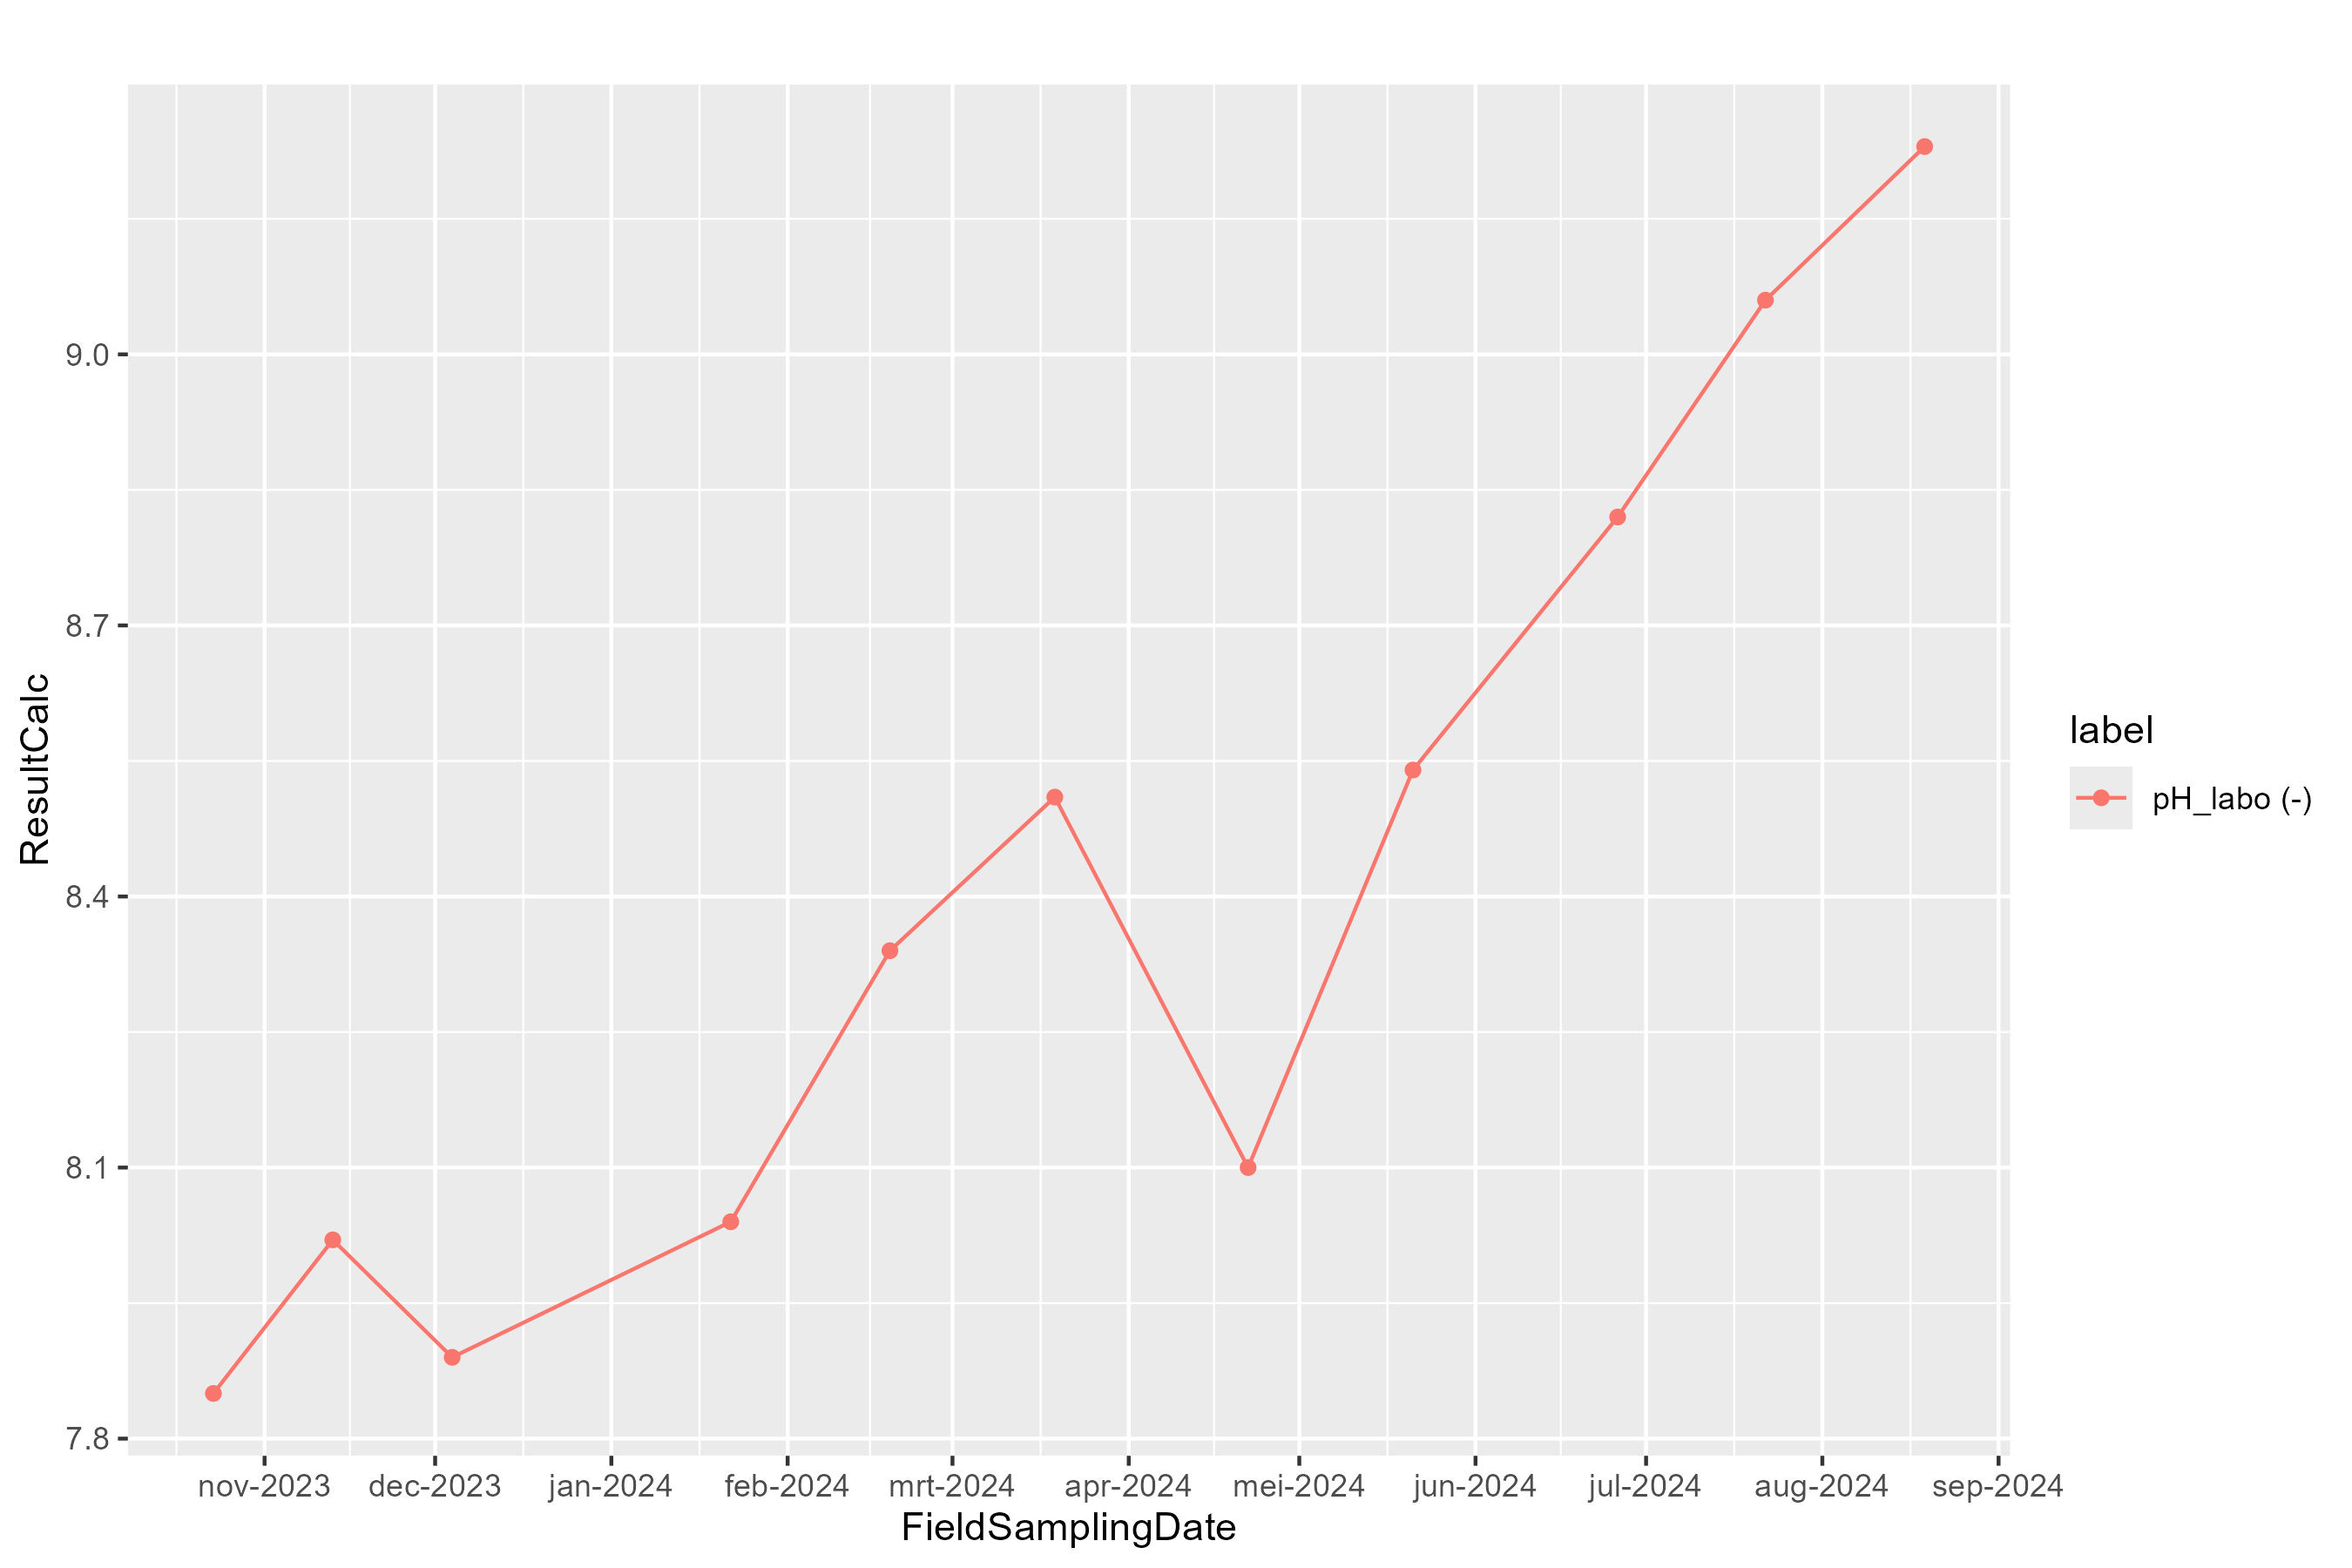 9.0
8.7
8.4
8.1
7.8
ResultCalc
nov-2023 dec-2023 jan-2024 feb-2024 mrt-2024 apr-2024 mei-2024 jun-2024 jul-2024 aug-2024 sep-2024
FieldSamplingDate
label
pH_labo (-)